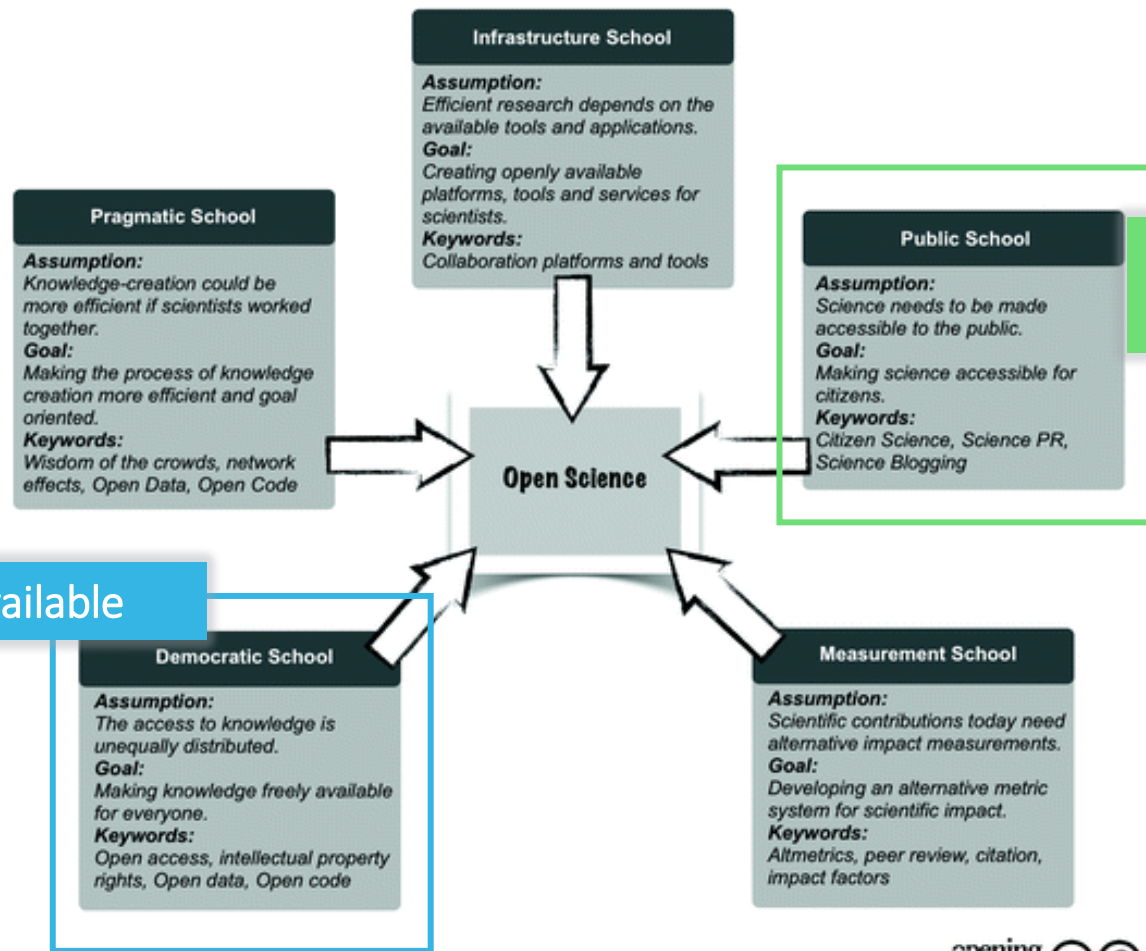 Infrastructure School
Assumption:
Efficient research depends on the
available tools and applications.
Goal:
Creating openly available
platforms, tools and services for
scientists.
Keywords:
Collaboration platforms and tools
Pragmatic School
Assumption:
Knowledge-creation could be
more efficient if scientists worked
together.
Goal:
Making the process of knowledge
creation more efficient and goal
oriented.
Keywords:
Wisdom of the crowds, network
effects, Open Data, Open Code
Public School
Assumption:
Science needs to be made
accessible to the public.
Goal:
Making science accessible for
citizens.
Keywords:
Citizen Science, Science PR,
Science Blogging
Open Science
ailable
Democratic School
Assumption:
The access to knowledge is
unequally distributed.
Goal:
Making knowledge freely available
for everyone.
Keywords:
Open access, intellectual property
rights, Open data, Open code
Measurement School
Assumption:
Scientific contributions today need
alternative impact measurements.
Goal:
Developing an alternative metric
system for scientific impact.
Keywords:
Altmetrics, peer review, citation,
impact factors
opening